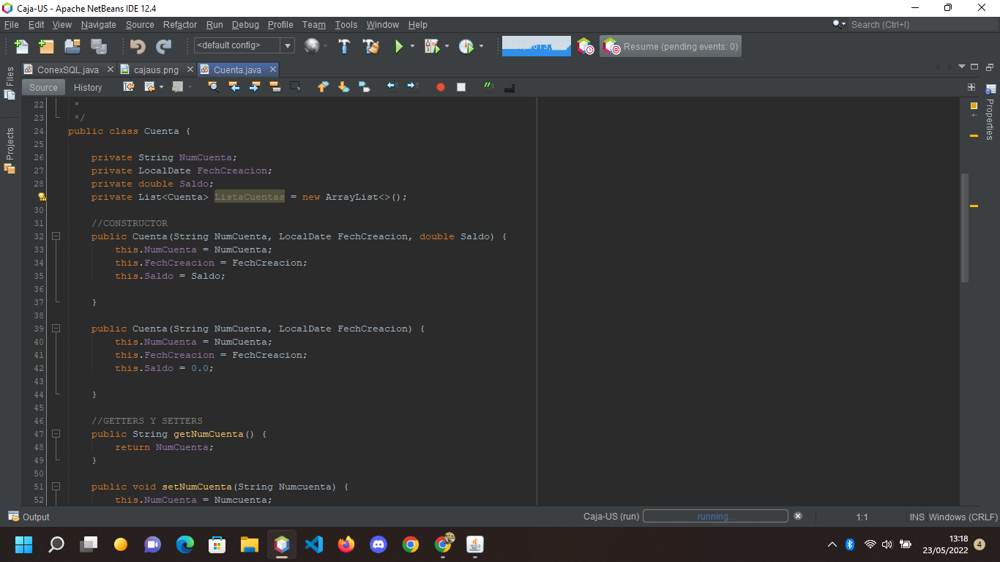 Caja-US - Apache NetBeans IDE 12.4
File Edit View Navigate Source Refactor Run Debug Profile Team Tools Window Help
Search (Ctrl+I)
<default config>
Resume (pending events: 0)
Files
Projects
ConexSQL.java
cajaus.png
Cuenta.java
Source History
22 *
23 */
24 public class Cuenta {
25
26 private String NumCuenta;
27 private LocalDate FechCreacion;
28 private double Saldo;
private List<Cuenta> ListaCuentas = new ArrayList<>();
30
31 //CONSTRUCTOR
32 public Cuenta(String NumCuenta, LocalDate FechCreacion, double Saldo) {
33 this.NumCuenta = NumCuenta;
34 this.FechCreacion = FechCreacion;
35 this.Saldo = Saldo;
36
37 }
38
39 public Cuenta(String NumCuenta, LocalDate FechCreacion) {
40 this.NumCuenta = NumCuenta;
41 this.FechCreacion = FechCreacion;
42 this.Saldo = 0.0;
43
44 }
45
46 //GETTERS Y SETTERS
47 public String getNumCuenta() {
48 return NumCuenta;
49 }
50
51 public void setNumCuenta(String Numcuenta) {
52 this.NumCuenta = Numcuenta;
Properties
Output
Caja-US (run) running...
1:1
INS Windows (CRLF)
13:18
23/05/2022
4